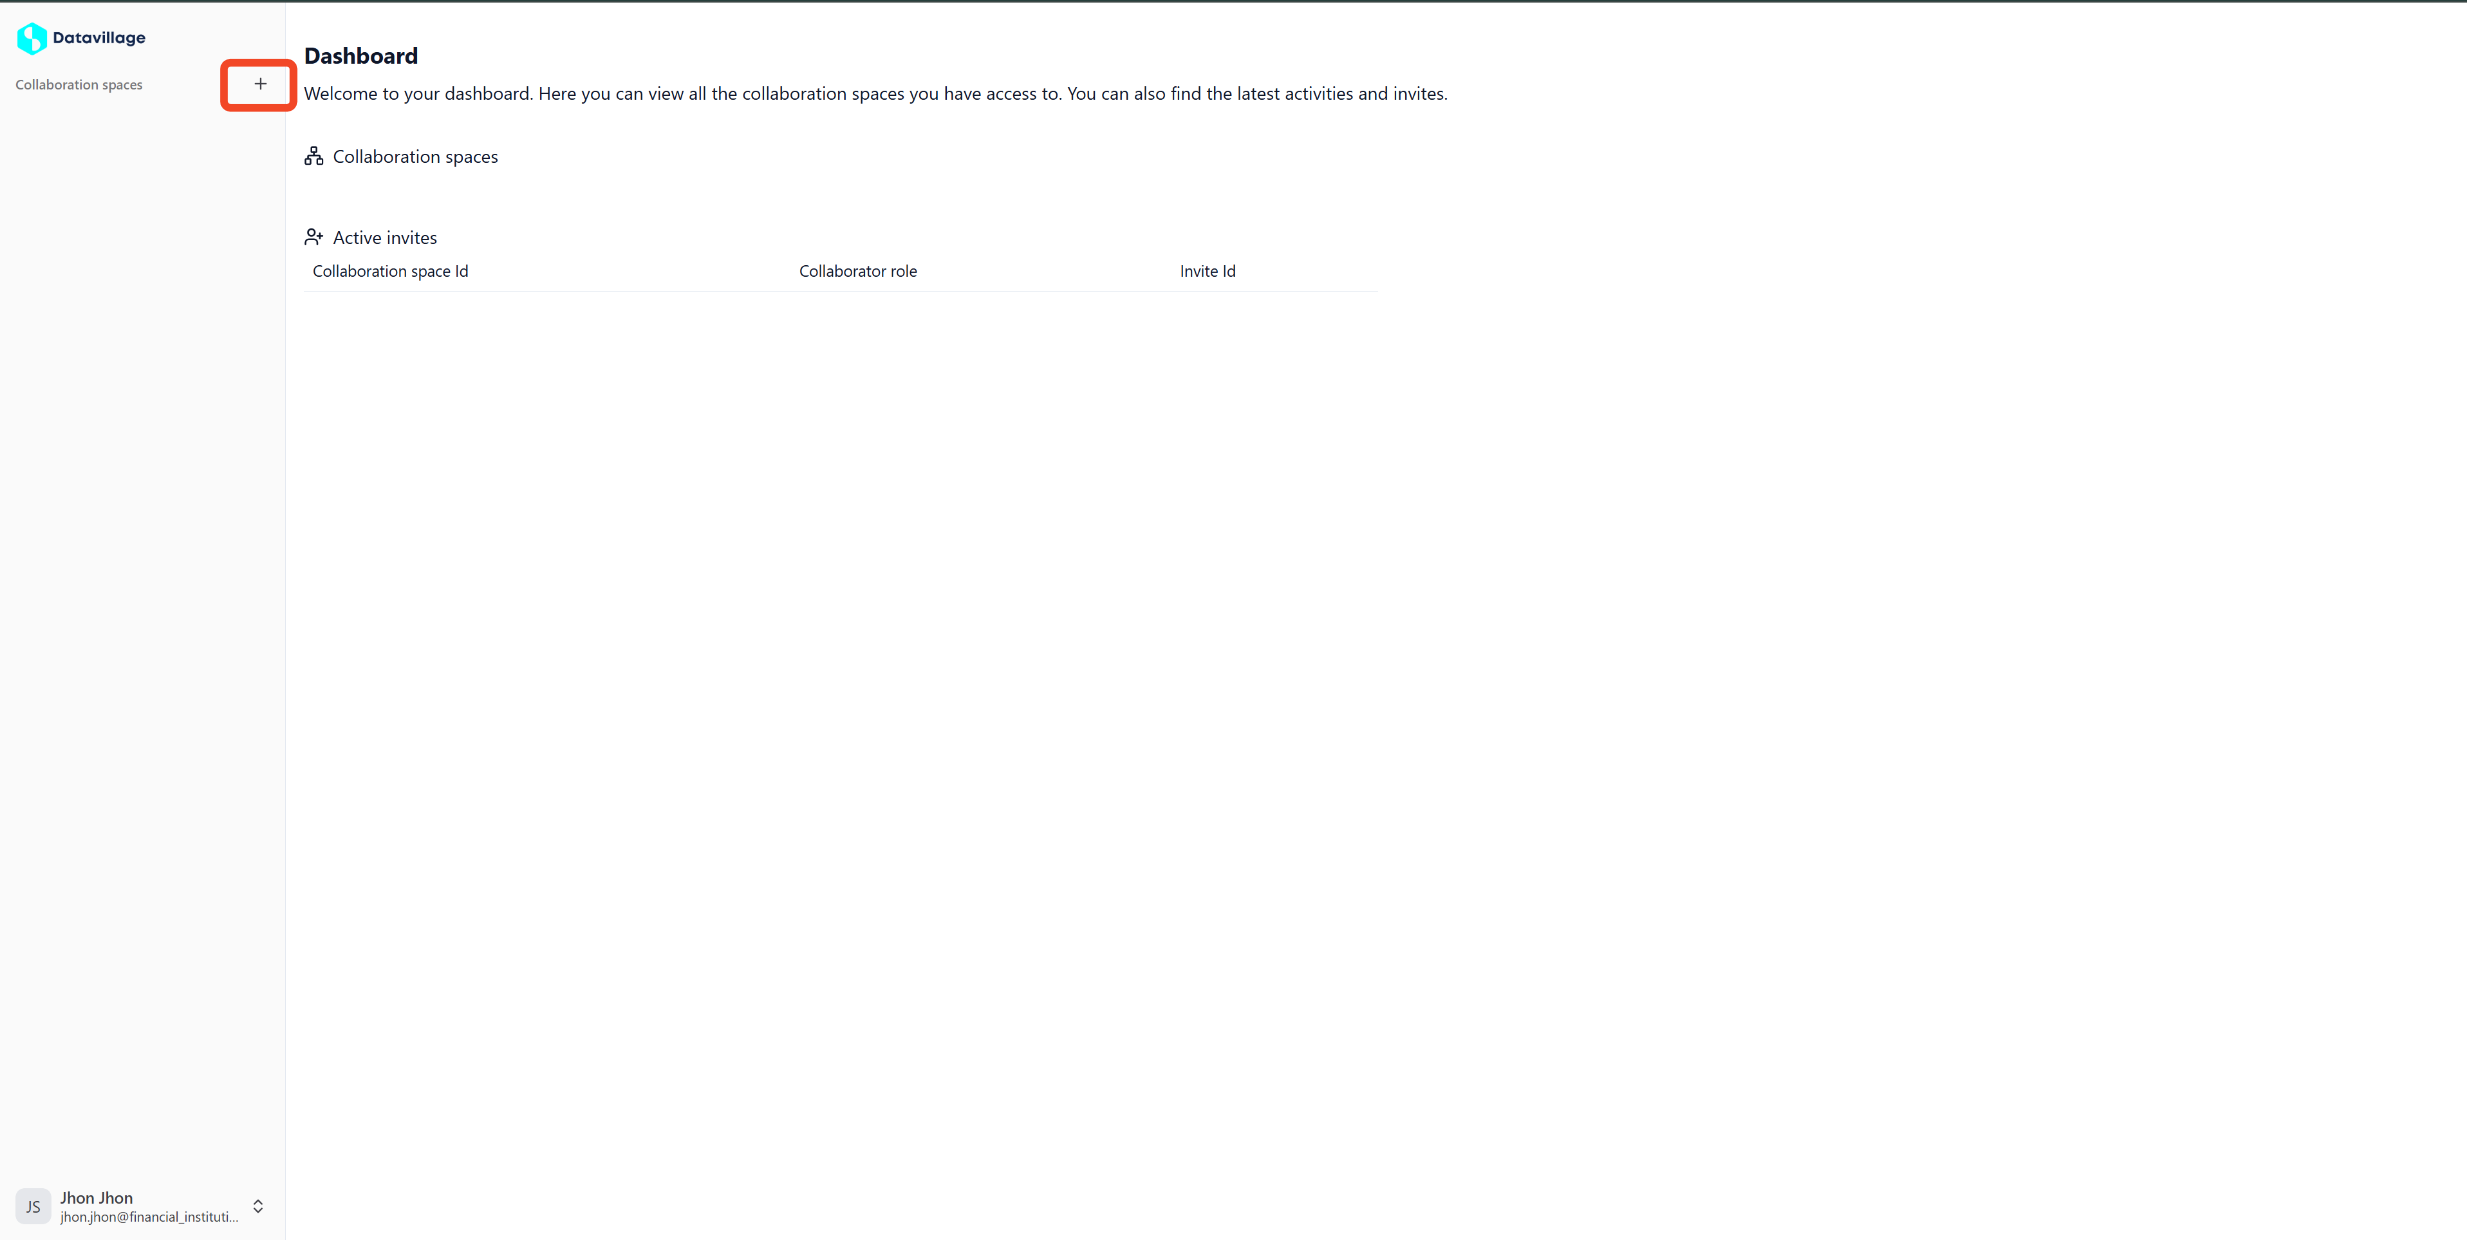 Datavillage
Collaboration spaces
+
Dashboard
Welcome to your dashboard. Here you can view all the collaboration spaces you have access to. You can also find the latest activities and invites.
Collaboration spaces
Active invites
Collaboration space Id Collaborator role Invite Id
JS
Jhon Jhon
jhon.jhon@financial_instituti...